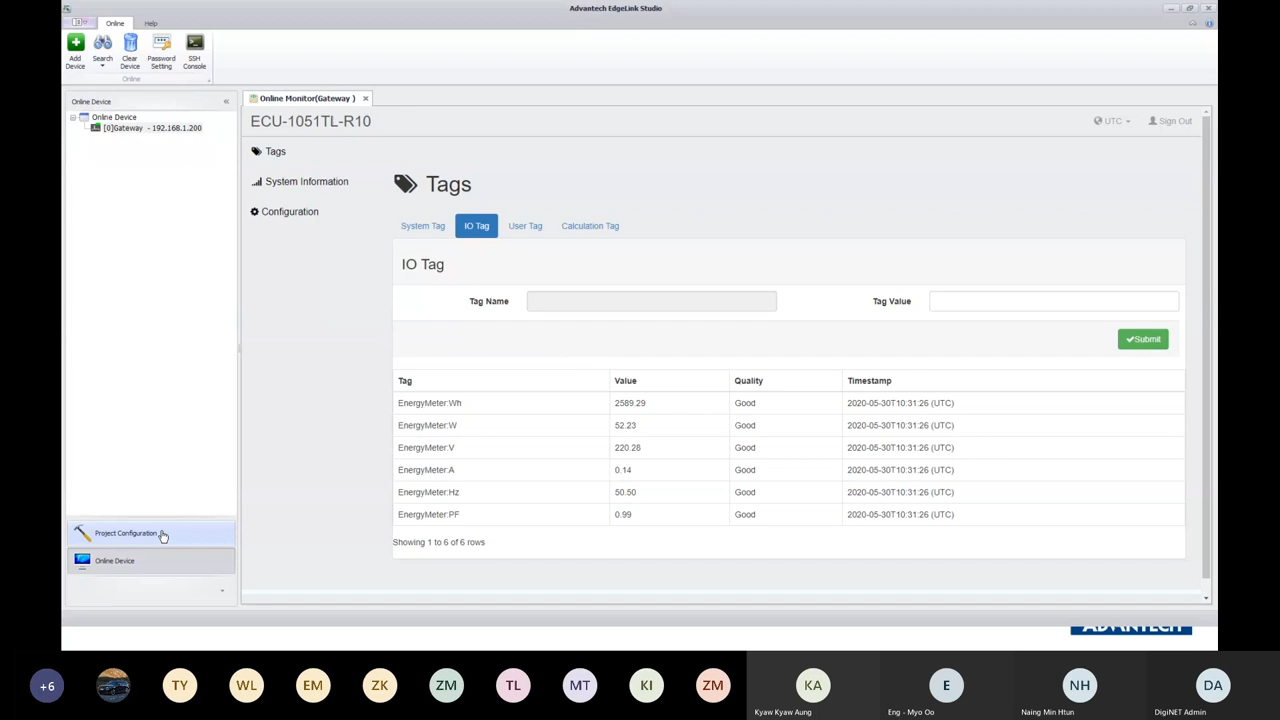 Advantech EdgeLink Studio
Online
Help
Add Device
Search
Clear Device
Password Setting
SSH Console
Online
Online Device
Online Device
[0]Gateway - 192.168.1.200
Project Configuration
Online Device
Online Monitor(Gateway )
ECU-1051TL-R10
UTC
Sign Out
Tags
System Information
Configuration
Tags
System Tag
IO Tag
User Tag
Calculation Tag
IO Tag
Tag Name
Tag Value
Submit
Tag Value Quality Timestamp
EnergyMeter:Wh 2589.29 Good 2020-05-30T10:31:26 (UTC)
EnergyMeter:W 52.23 Good 2020-05-30T10:31:26 (UTC)
EnergyMeter:V 220.28 Good 2020-05-30T10:31:26 (UTC)
EnergyMeter:A 0.14 Good 2020-05-30T10:31:26 (UTC)
EnergyMeter:Hz 50.50 Good 2020-05-30T10:31:26 (UTC)
EnergyMeter:PF 0.99 Good 2020-05-30T10:31:26 (UTC)
Showing 1 to 6 of 6 rows
ADVANTECH
+6
TY
WL
EM
ZK
ZM
TL
MT
KI
ZM
KA
E
NH
DA
Kyaw Kyaw Aung
Eng - Myo Oo
Naing Min Htun
DigiNET Admin